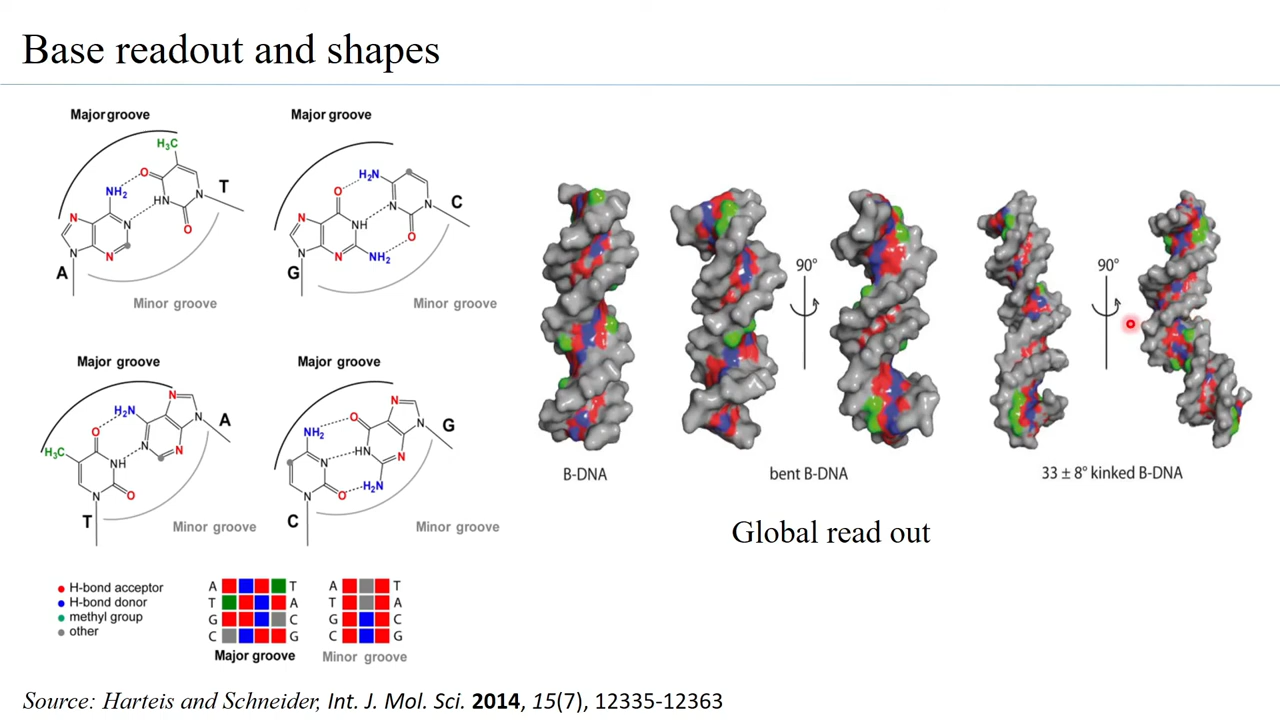 Base readout and shapes
Major groove
H₃C
O
NH₂
T
N
HN
N
N
N
O
A
N
N
Minor groove
Major groove
H₂N
O
C
N
NH
N
N
O
G
N
N
NH₂
Minor groove
Major groove
N
H₂N
N
A
O
H₃C
N
NH
N
N
O
T
Minor groove
Major groove
N
O
G
NH₂
N
N
HN
N
N
O
H₂N
C
Minor groove
90°
90°
B-DNA
bent B-DNA
33 ± 8° kinked B-DNA
Global read out
H-bond acceptor
H-bond donor
methyl group
other
A T
T A
G C
C G
Major groove
A T
T A
G C
C G
Minor groove
Source: Harteis and Schneider, Int. J. Mol. Sci. 2014, 15(7), 12335-12363